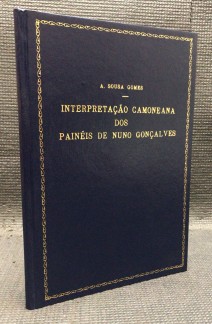 A. SOUSA GOMES
INTERPRETAÇÃO CAMONEANA
DOS
PAINÉIS DE NUNO GONÇALVES